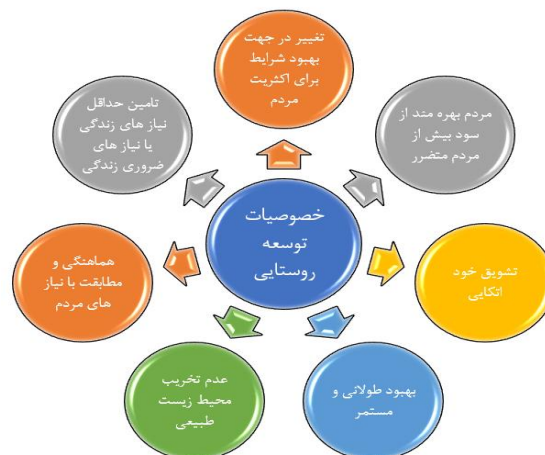 تغییر در جهت
بهبود شرایط
برای اکثریت
مردم
مردم بهره متد از
سود بیش از
مردم متضرر
تشویق خود
اتکایی
بهبود طولانی و
مستمر
عدم تخریب
محیط زیست
طبیعی
هماهنگی و
مطابقت با نیاز
های مردم
تامین حداقل
نیاز های زندگی
یا نیاز های
ضروری زندگی
خصوصیات
توسعه
روستایی